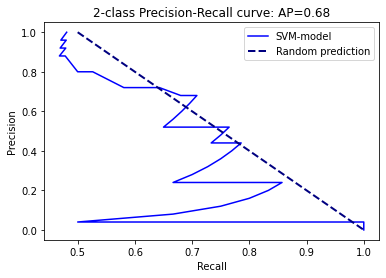 2-class Precision-Recall curve: AP=0.68
SVM-model
Random prediction
Precision
1.0
0.8
0.6
0.4
0.2
0.0
0.5 0.6 0.7 0.8 0.9 1.0
Recall